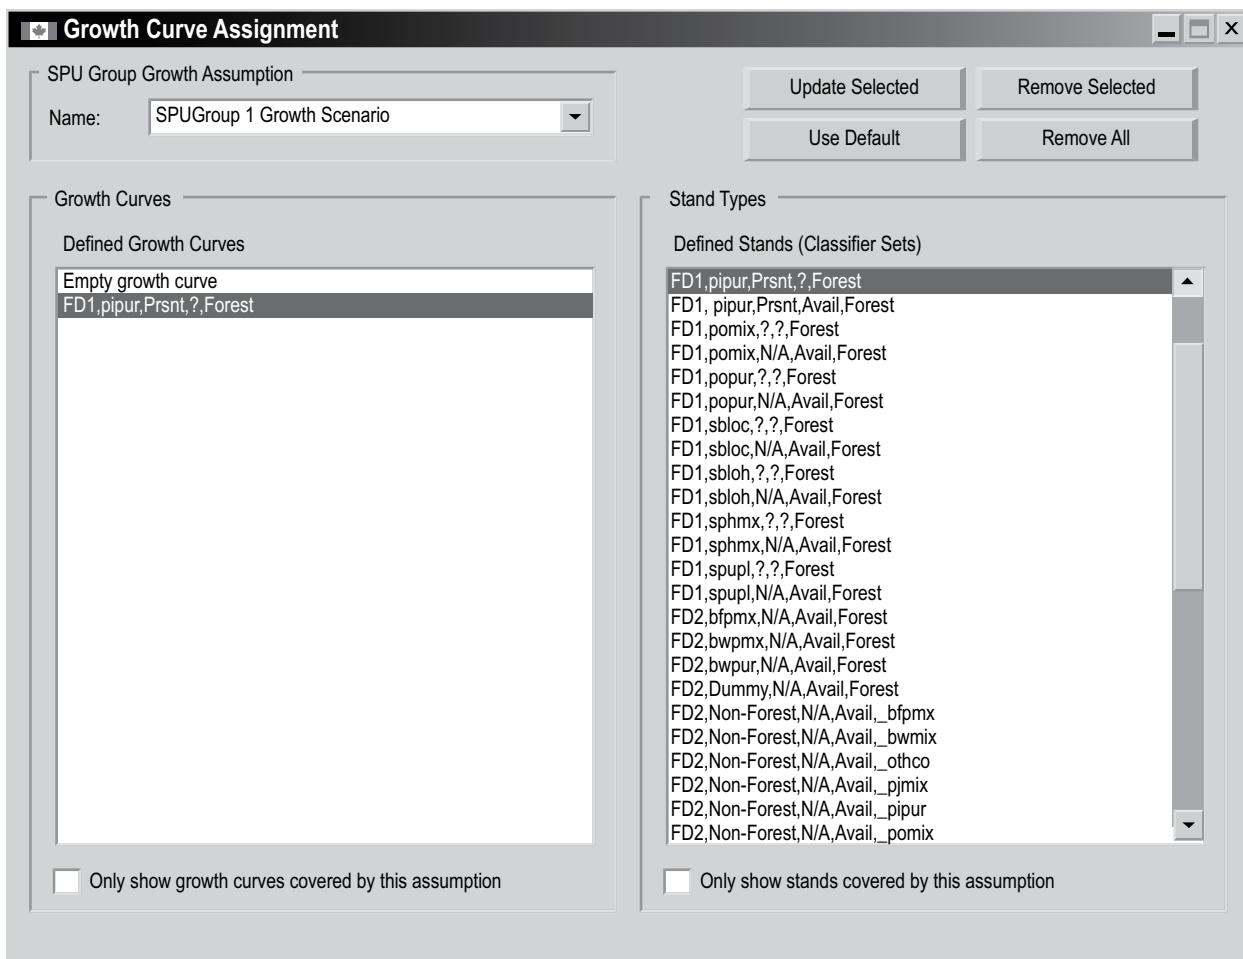 Growth Curve Assignment
SPU Group Growth Assumption
Name: SPUGroup 1 Growth Scenario
Update Selected
Remove Selected
Use Default
Remove All
Growth Curves
Defined Growth Curves
Empty growth curve
FD1,pipur,Prsnt,?,Forest
Only show growth curves covered by this assumption
Stand Types
Defined Stands (Classifier Sets)
FD1,pipur,Prsnt,?,Forest
FD1, pipur,Prsnt,Avail,Forest
FD1,pomix,?,?,Forest
FD1,pomix,N/A,Avail,Forest
FD1,popur,?,?,Forest
FD1,popur,N/A,Avail,Forest
FD1,sbloc,?,?,Forest
FD1,sbloc,N/A,Avail,Forest
FD1,sbloh,?,?,Forest
FD1,sbloh,N/A,Avail,Forest
FD1,sphmx,?,?,Forest
FD1,sphmx,N/A,Avail,Forest
FD1,spupl,?,?,Forest
FD1,spupl,N/A,Avail,Forest
FD2,bfpmx,N/A,Avail,Forest
FD2,bwpmx,N/A,Avail,Forest
FD2,bwpur,N/A,Avail,Forest
FD2,Dummy,N/A,Avail,Forest
FD2,Non-Forest,N/A,Avail,_bfpmx
FD2,Non-Forest,N/A,Avail,_bwmix
FD2,Non-Forest,N/A,Avail,_othco
FD2,Non-Forest,N/A,Avail,_pjmix
FD2,Non-Forest,N/A,Avail,_pipur
FD2,Non-Forest,N/A,Avail,_pomix
Only show stands covered by this assumption